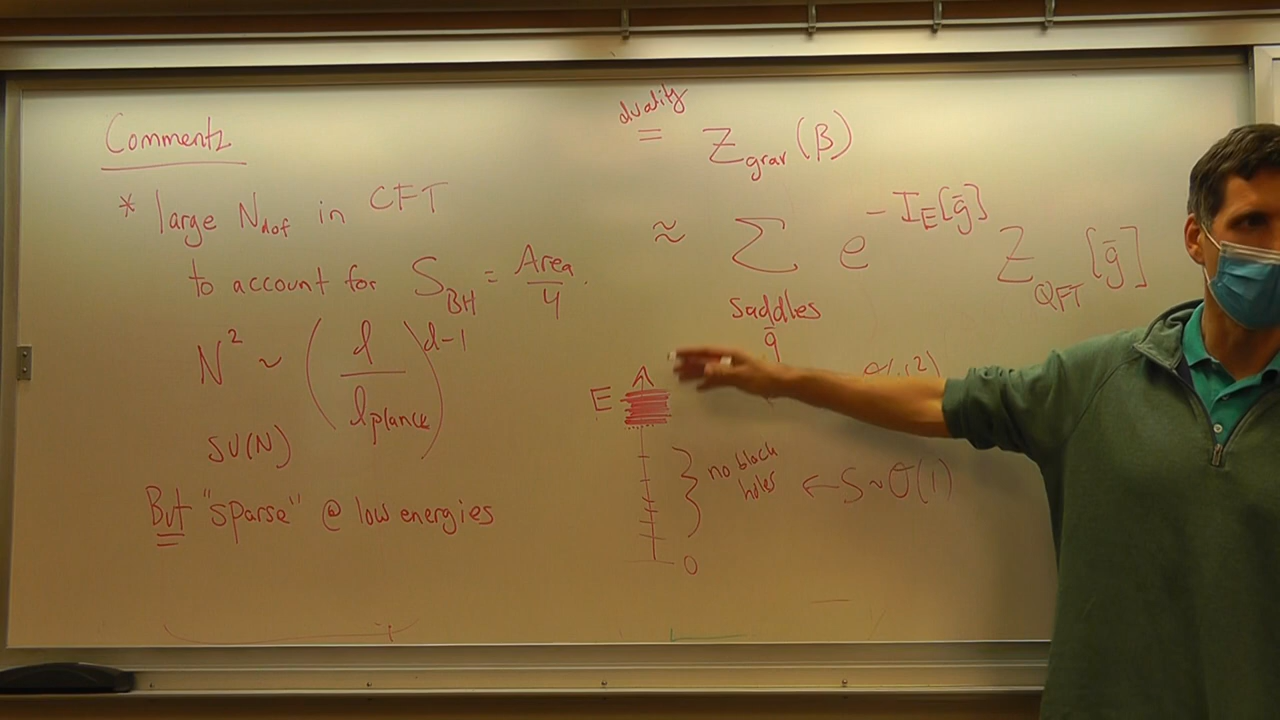 Comments
* large N_dof in CFT
to account for S_BH = Area/4.
N^2 ~ (l/l_planck)^d-1
SU(N)
But "sparse" @ low energies
duality
= Z_grav (β)
≈ Σ e^-I_E[ḡ] Z_QFT [ḡ]
saddles
ḡ
E
no black
holes ← S~O(1)
0